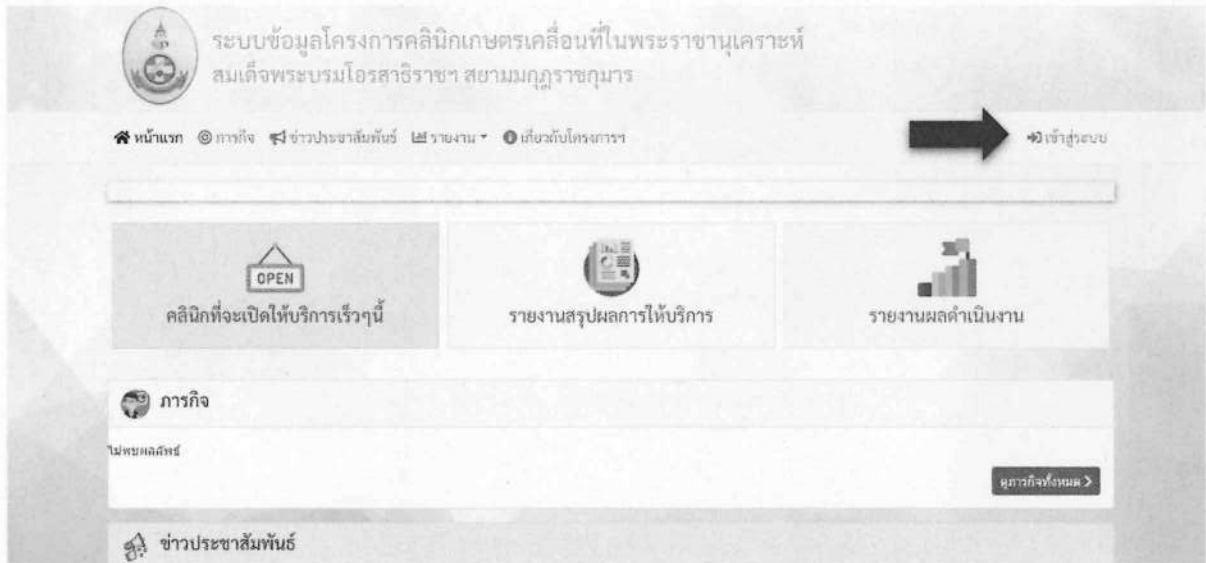 ระบบข้อมูลโครงการคลินิกเกษตรเคลื่อนที่ในพระราชานุเคราะห์
สมเด็จพระบรมโอรสาธิราชฯ สยามมกุฎราชกุมาร
หน้าแรก ภารกิจ ข่าวประชาสัมพันธ์ รายงาน เกี่ยวกับโครงการฯ เข้าสู่ระบบ
OPEN
คลินิกที่จะเปิดให้บริการเร็วๆนี้ รายงานสรุปผลการให้บริการ รายงานผลดำเนินงาน
ภารกิจ
ไม่พบผลลัพธ์
ดูภารกิจทั้งหมด >
ข่าวประชาสัมพันธ์